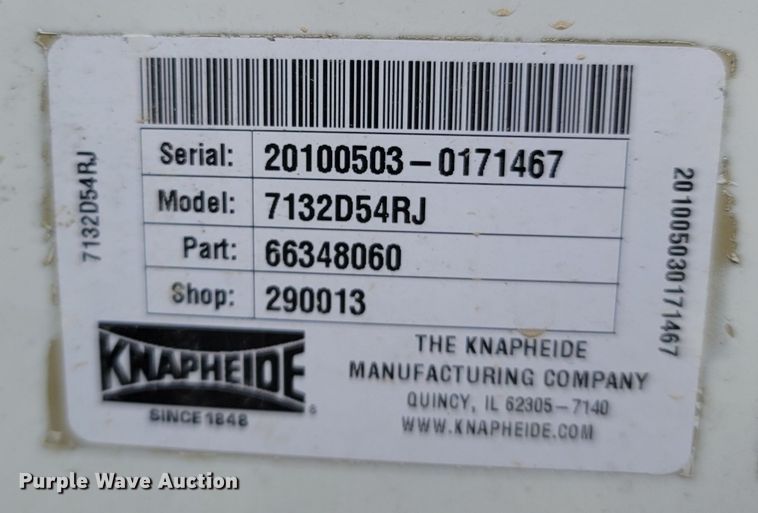 7132D54RJ
Serial: 20100503-0171467
Model: 7132D54RJ
Part: 66348060
Shop: 290013
201005030171467
KNAPHEIDE
SINCE 1848
®
THE KNAPHEIDE
MANUFACTURING COMPANY
QUINCY, IL 62305-7140
WWW.KNAPHEIDE.COM
Purple Wave Auction